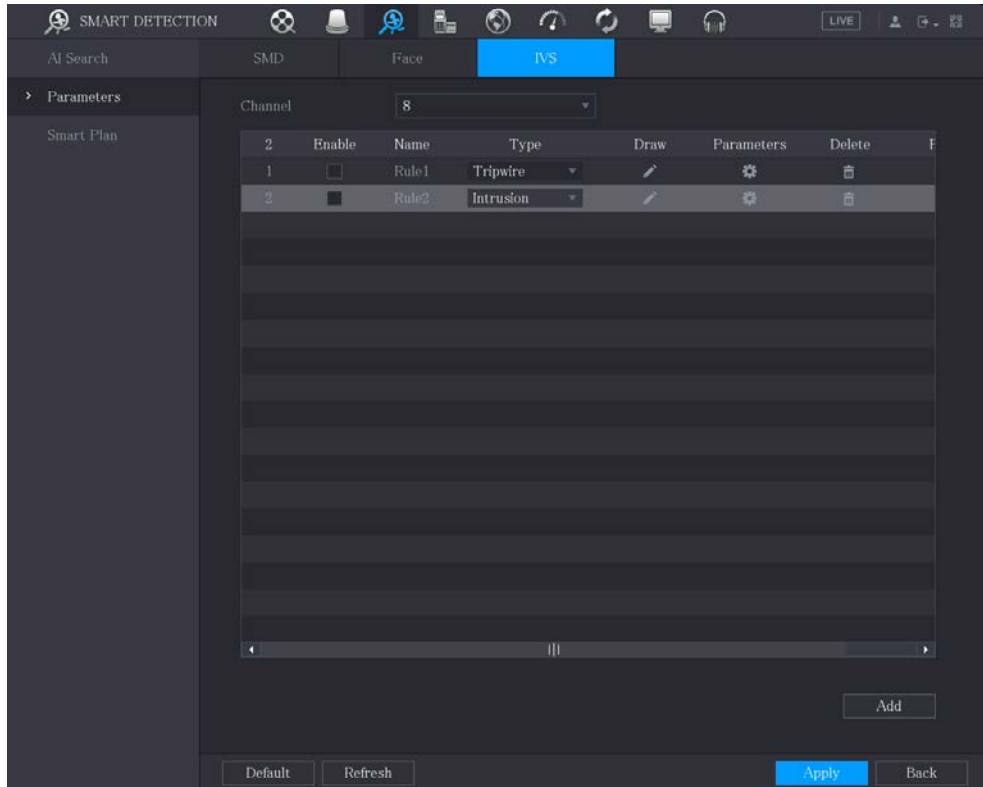 SMART DETECTION LIVE
AI Search SMD Face IVS
Parameters
Channel 8
Smart Plan
2 Enable Name Type Draw Parameters Delete
1 Rule1 Tripwire
2 Rule2 Intrusion
Add
Default Refresh Apply Back